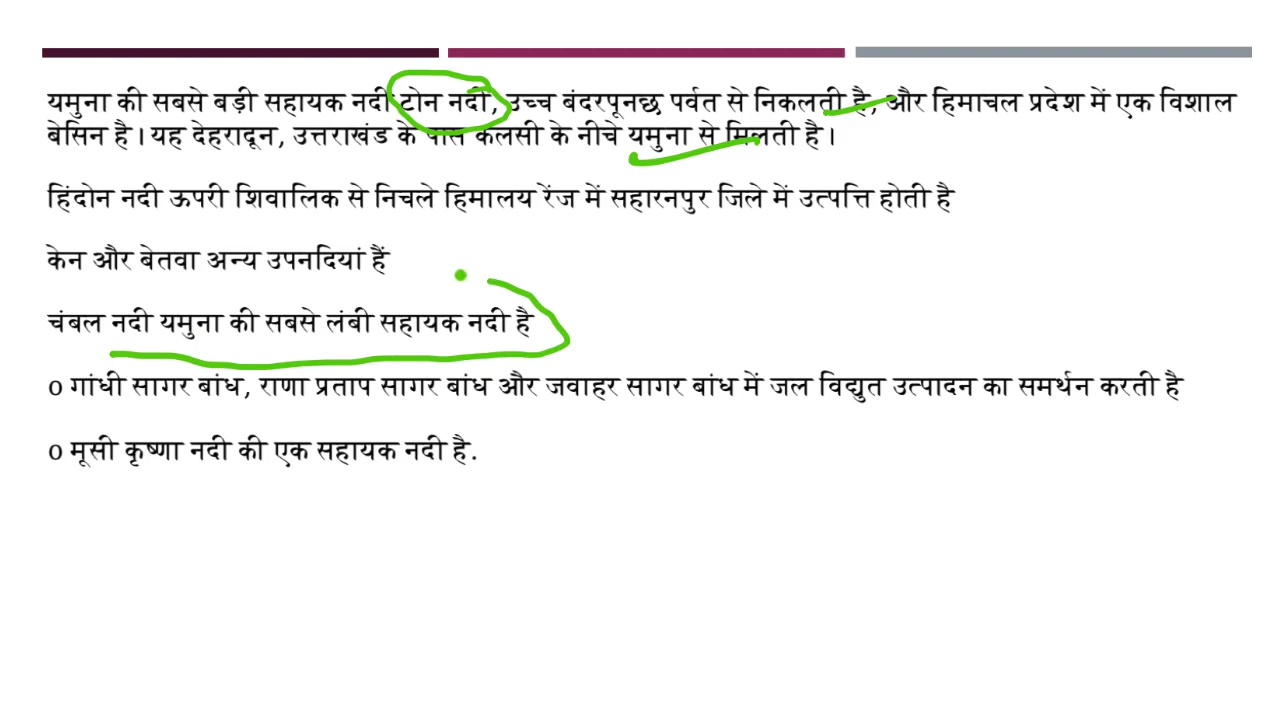 यमुना की सबसे बड़ी सहायक नदी टोन नदी, उच्च बंदरपूनछ पर्वत से निकलती है, और हिमाचल प्रदेश में एक विशाल
बेसिन है। यह देहरादून, उत्तराखंड के पास कलसी के नीचे यमुना से मिलती है।
हिंदोन नदी ऊपरी शिवालिक से निचले हिमालय रेंज में सहारनपुर जिले में उत्पत्ति होती है
केन और बेतवा अन्य उपनदियां हैं
चंबल नदी यमुना की सबसे लंबी सहायक नदी है
o गांधी सागर बांध, राणा प्रताप सागर बांध और जवाहर सागर बांध में जल विद्युत उत्पादन का समर्थन करती है
o मूसी कृष्णा नदी की एक सहायक नदी है.